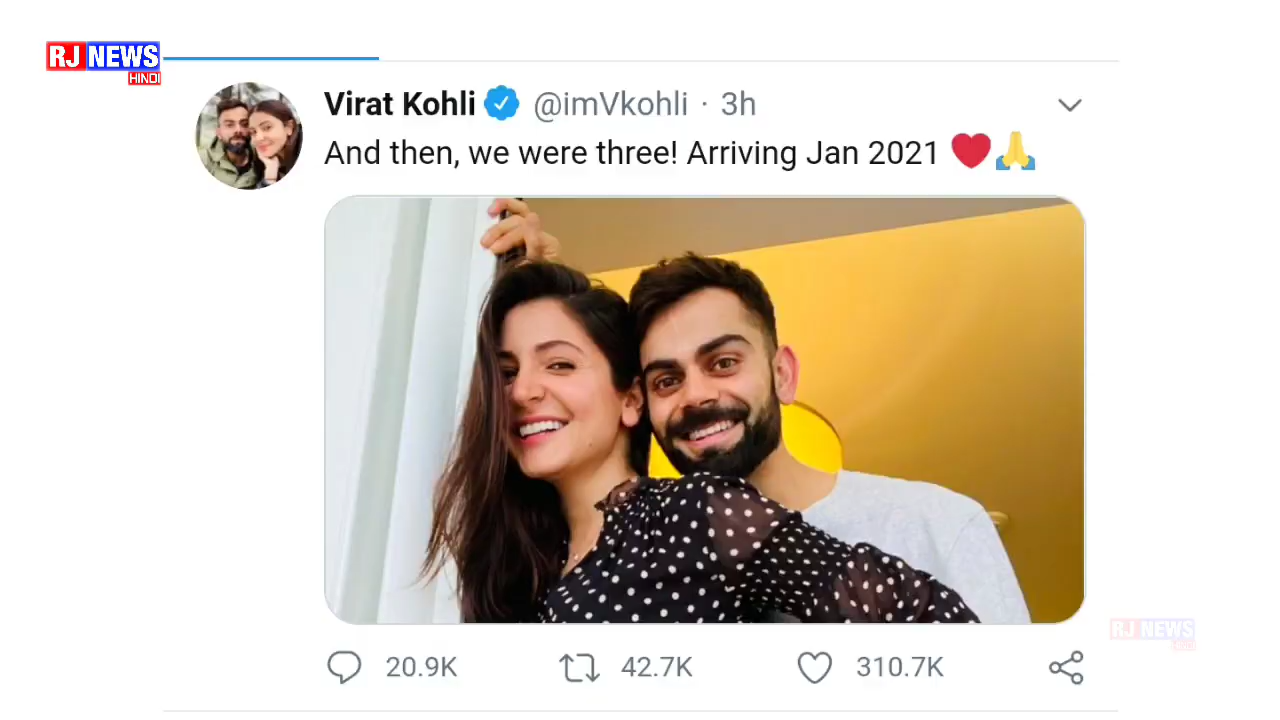 RJ NEWS
HINDI
Virat Kohli @imVkohli · 3h
And then, we were three! Arriving Jan 2021 ❤️🙏
20.9K 42.7K 310.7K
RJ NEWS
HINDI